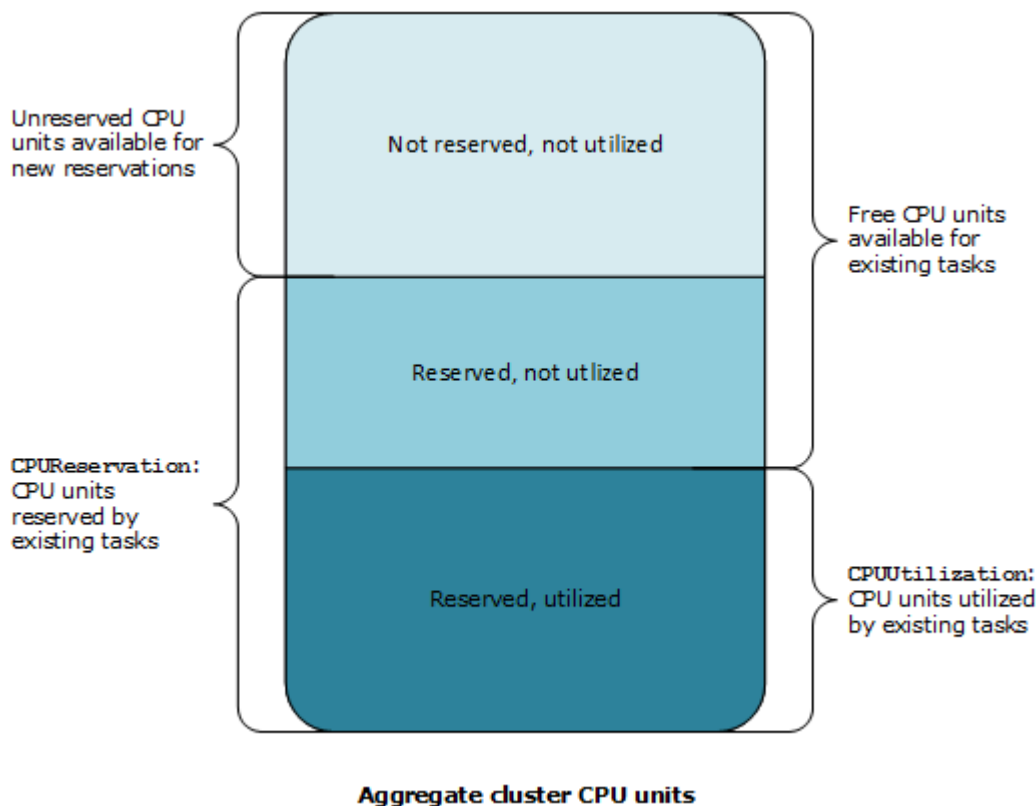 Unreserved CPU
units available for
new reservations
Not reserved, not utilized
Free CPU units
available for
existing tasks
Reserved, not utlized
CPUReservation:
CPU units
reserved by
existing tasks
Reserved, utilized
CPUUtilization:
CPU units utilized
by existing tasks
Aggregate cluster CPU units